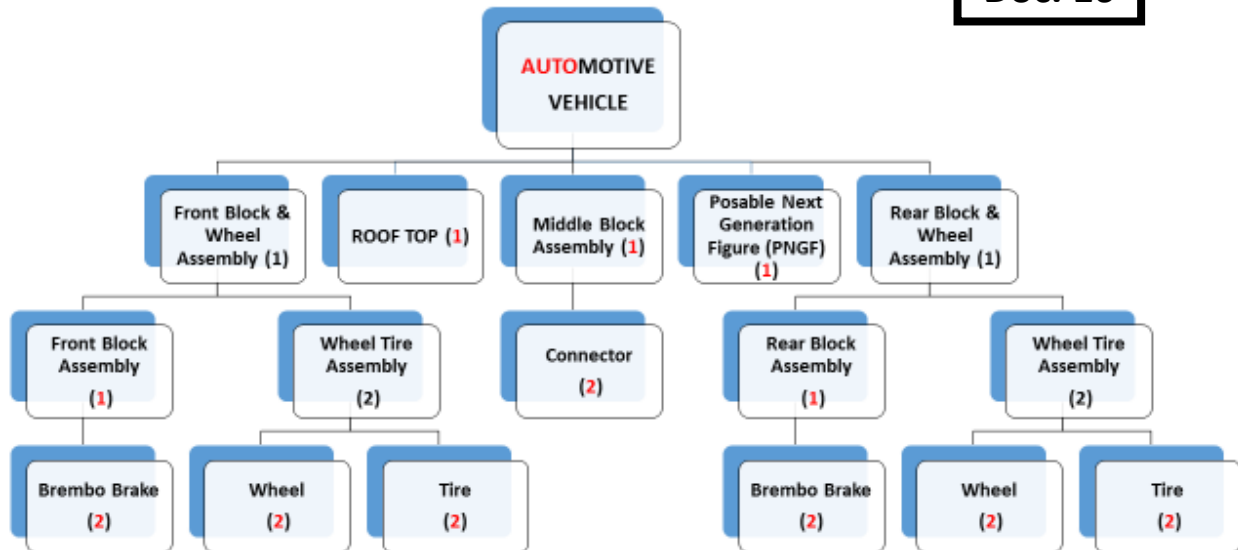 AUTOMOTIVE
VEHICLE
Front Block &
Wheel
Assembly (1)
ROOF TOP (1)
Middle Block
Assembly (1)
Posable Next
Generation
Figure (PNGF)
(1)
Rear Block &
Wheel
Assembly (1)
Front Block
Assembly
(1)
Wheel Tire
Assembly
(2)
Connector
(2)
Rear Block
Assembly
(1)
Wheel Tire
Assembly
(2)
Brembo Brake
(2)
Wheel
(2)
Tire
(2)
Brembo Brake
(2)
Wheel
(2)
Tire
(2)